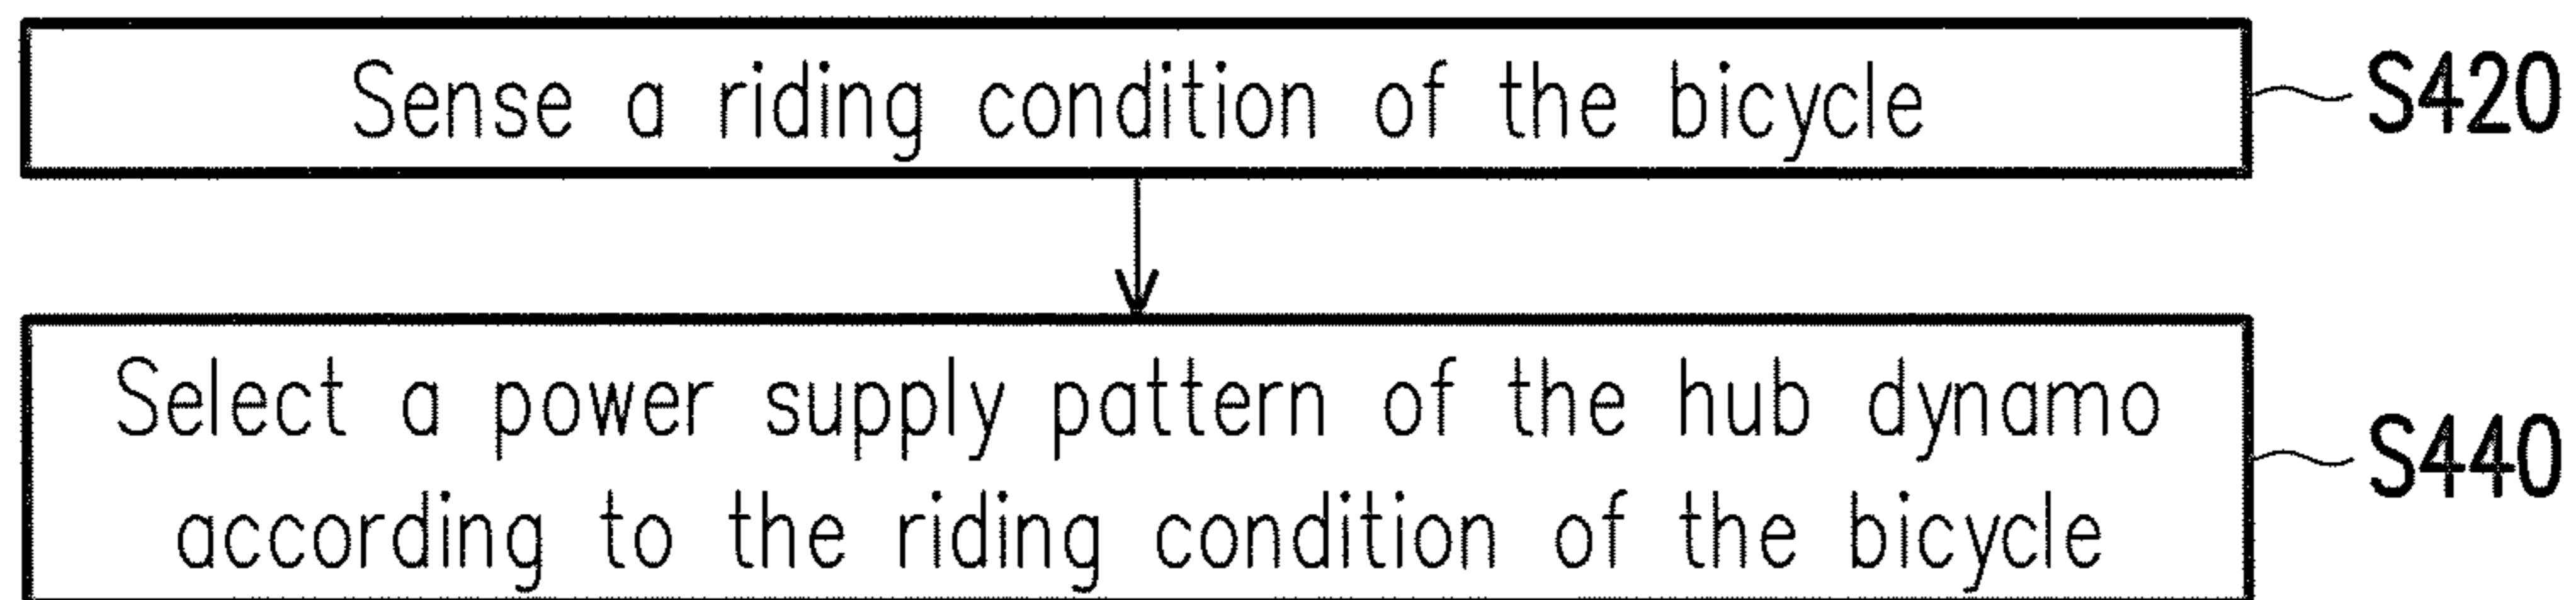 Sense a riding condition of the bicycle
S420
Select a power supply pattern of the hub dynamo
according to the riding condition of the bicycle
S440